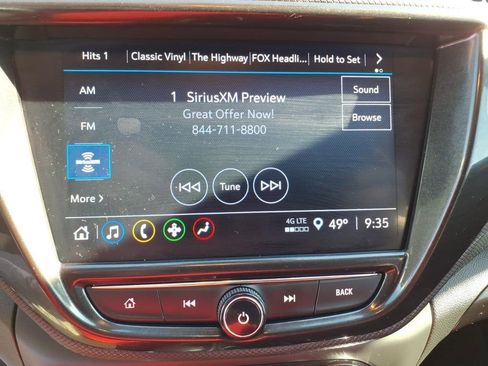 Hits 1 Classic Vinyl The Highway FOX Headli... Hold to Set
AM
1 SiriusXM Preview
Sound
Great Offer Now!
Browse
FM
844-711-8800
SiriusXM
Tune
More
4G LTE 49° 9:35
BACK